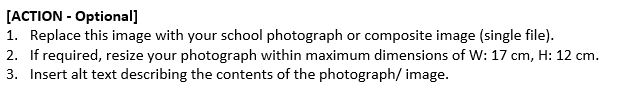 [ACTION - Optional]
1. Replace this image with your school photograph or composite image (single file).
2. If required, resize your photograph within maximum dimensions of W: 17 cm, H: 12 cm.
3. Insert alt text describing the contents of the photograph/ image.